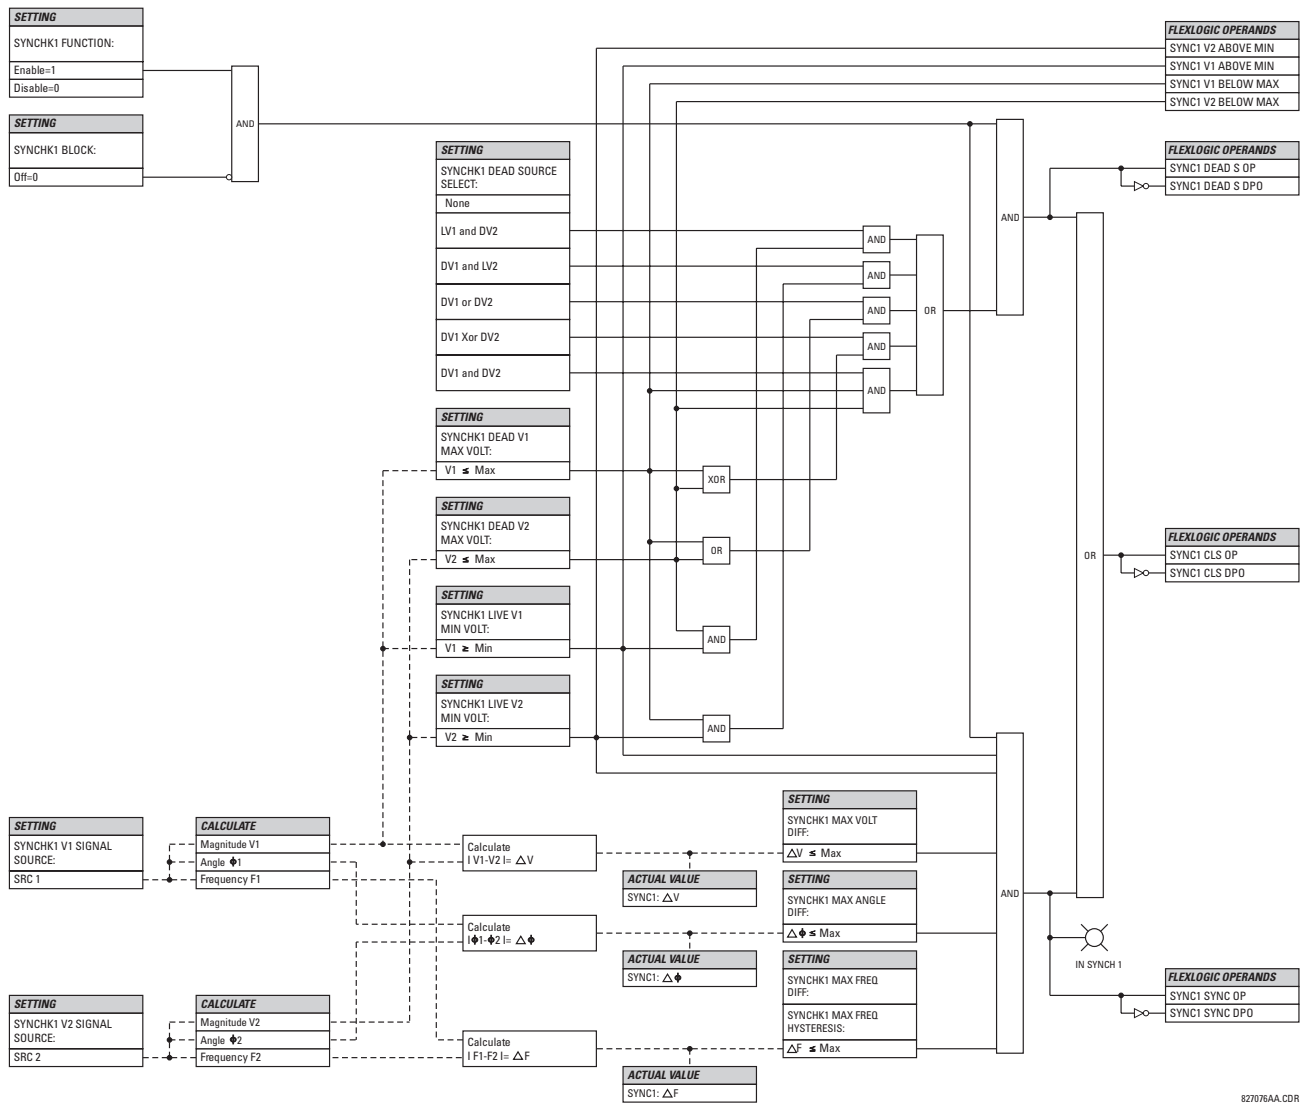 SETTING
SYNCHK1 FUNCTION:
Enable=1
Disable=0
SETTING
SYNCHK1 BLOCK:
Off=0
AND
FLEXLOGIC OPERANDS
SYNC1 V2 ABOVE MIN
SYNC1 V1 ABOVE MIN
SYNC1 V1 BELOW MAX
SYNC1 V2 BELOW MAX
SETTING
SYNCHK1 DEAD SOURCE
SELECT:
None
LV1 and DV2
DV1 and LV2
DV1 or DV2
DV1 Xor DV2
DV1 and DV2
AND
AND
AND
AND
AND
OR
AND
FLEXLOGIC OPERANDS
SYNC1 DEAD S OP
SYNC1 DEAD S DPO
SETTING
SYNCHK1 DEAD V1
MAX VOLT:
V1 ≤ Max
XOR
SETTING
SYNCHK1 DEAD V2
MAX VOLT:
V2 ≤ Max
OR
OR
FLEXLOGIC OPERANDS
SYNC1 CLS OP
SYNC1 CLS DPO
SETTING
SYNCHK1 LIVE V1
MIN VOLT:
V1 ≥ Min
AND
SETTING
SYNCHK1 LIVE V2
MIN VOLT:
V2 ≥ Min
AND
SETTING
SYNCHK1 V1 SIGNAL
SOURCE:
SRC 1
CALCULATE
Magnitude V1
Angle ϕ1
Frequency F1
Calculate
I V1-V2 I= △V
ACTUAL VALUE
SYNC1: △V
SETTING
SYNCHK1 MAX VOLT
DIFF:
△V ≤ Max
Calculate
I ϕ1-ϕ2 I= △ϕ
ACTUAL VALUE
SYNC1: △ϕ
SETTING
SYNCHK1 MAX ANGLE
DIFF:
△ϕ ≤ Max
AND
IN SYNCH 1
SETTING
SYNCHK1 V2 SIGNAL
SOURCE:
SRC 2
CALCULATE
Magnitude V2
Angle ϕ2
Frequency F2
Calculate
I F1-F2 I= △F
ACTUAL VALUE
SYNC1: △F
SETTING
SYNCHK1 MAX FREQ
DIFF:
SYNCHK1 MAX FREQ
HYSTERESIS:
△F ≤ Max
FLEXLOGIC OPERANDS
SYNC1 SYNC OP
SYNC1 SYNC DPO
827076AA.CDR